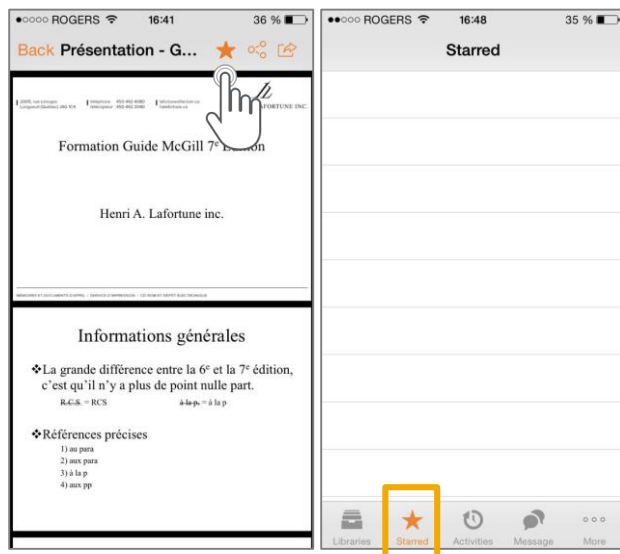 ROGERS 16:41 36 %
Back Présentation - G...
LAFORTUNE INC.
Formation Guide McGill 7e
Henri A. Lafortune inc.
Informations générales
❖La grande différence entre la 6e et la 7e édition,
c'est qu'il n'y a plus de point nulle part.
R.C.S. = RCS à la p. = à la p
❖Références précises
1) au para
2) aux para
3) à la p
4) aux pp
ROGERS 16:48 35 %
Starred
Libraries Starred Activities Message More